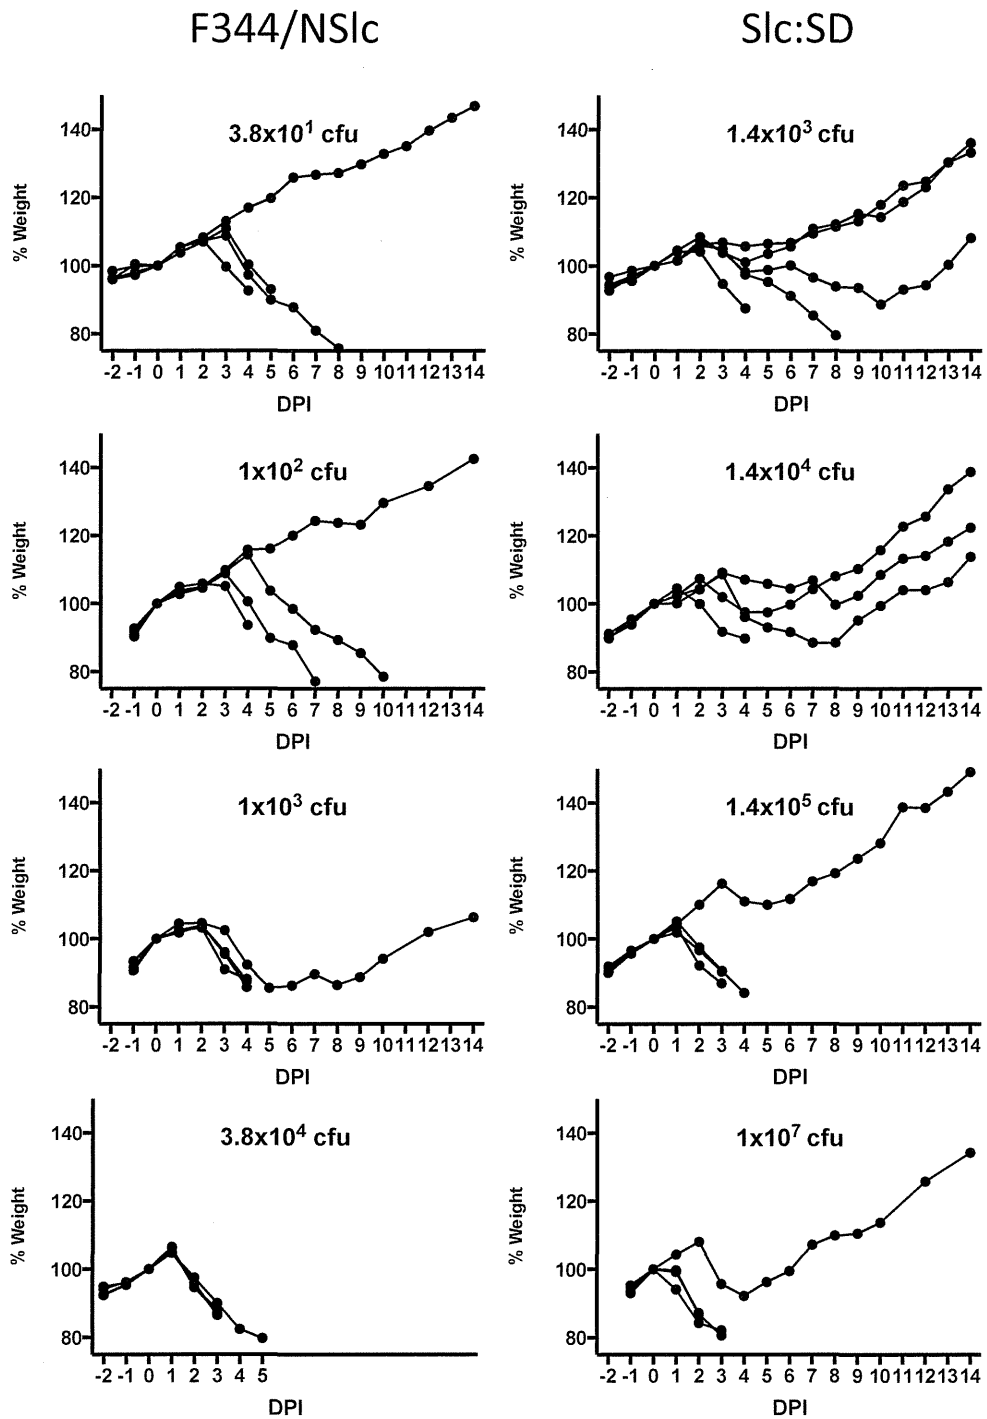 F344/NSlc
Slc:SD
3.8x10¹ cfu
% Weight
140
120
100
80
-2 -1 0 1 2 3 4 5 6 7 8 9 10 11 12 13 14
DPI
1.4x10³ cfu
% Weight
140
120
100
80
-2 -1 0 1 2 3 4 5 6 7 8 9 10 11 12 13 14
DPI
1x10² cfu
% Weight
140
120
100
80
-2 -1 0 1 2 3 4 5 6 7 8 9 10 11 12 13 14
DPI
1.4x10⁴ cfu
% Weight
140
120
100
80
-2 -1 0 1 2 3 4 5 6 7 8 9 10 11 12 13 14
DPI
1x10³ cfu
% Weight
140
120
100
80
-2 -1 0 1 2 3 4 5 6 7 8 9 10 11 12 13 14
DPI
1.4x10⁵ cfu
% Weight
140
120
100
80
-2 -1 0 1 2 3 4 5 6 7 8 9 10 11 12 13 14
DPI
3.8x10⁴ cfu
% Weight
140
120
100
80
-2 -1 0 1 2 3 4 5
DPI
1x10⁷ cfu
% Weight
140
120
100
80
-2 -1 0 1 2 3 4 5 6 7 8 9 10 11 12 13 14
DPI